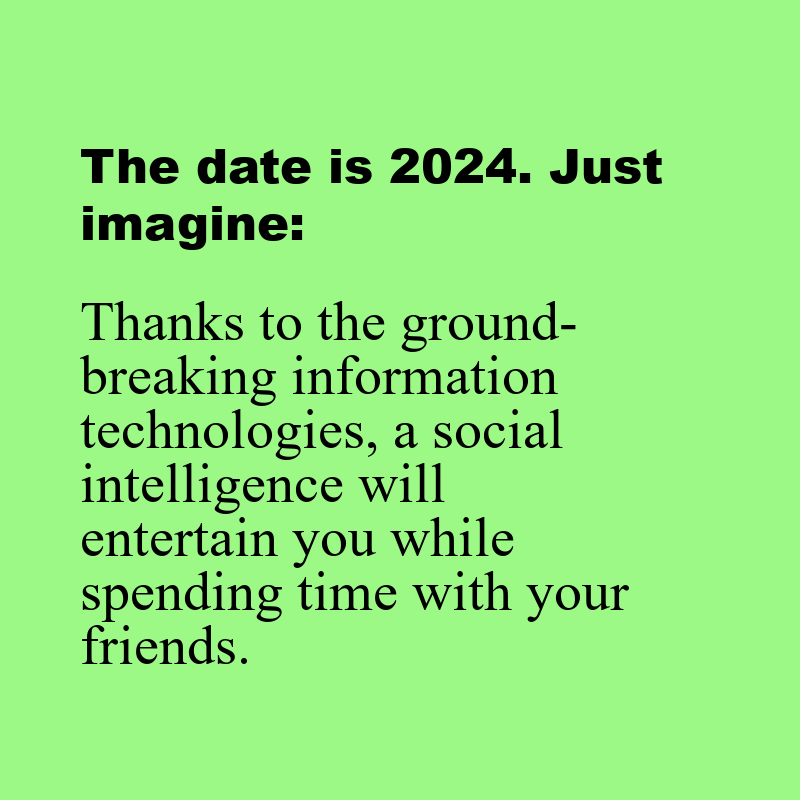 The date is 2024. Just
imagine:
Thanks to the ground-
breaking information
technologies, a social
intelligence will
entertain you while
spending time with your
friends.